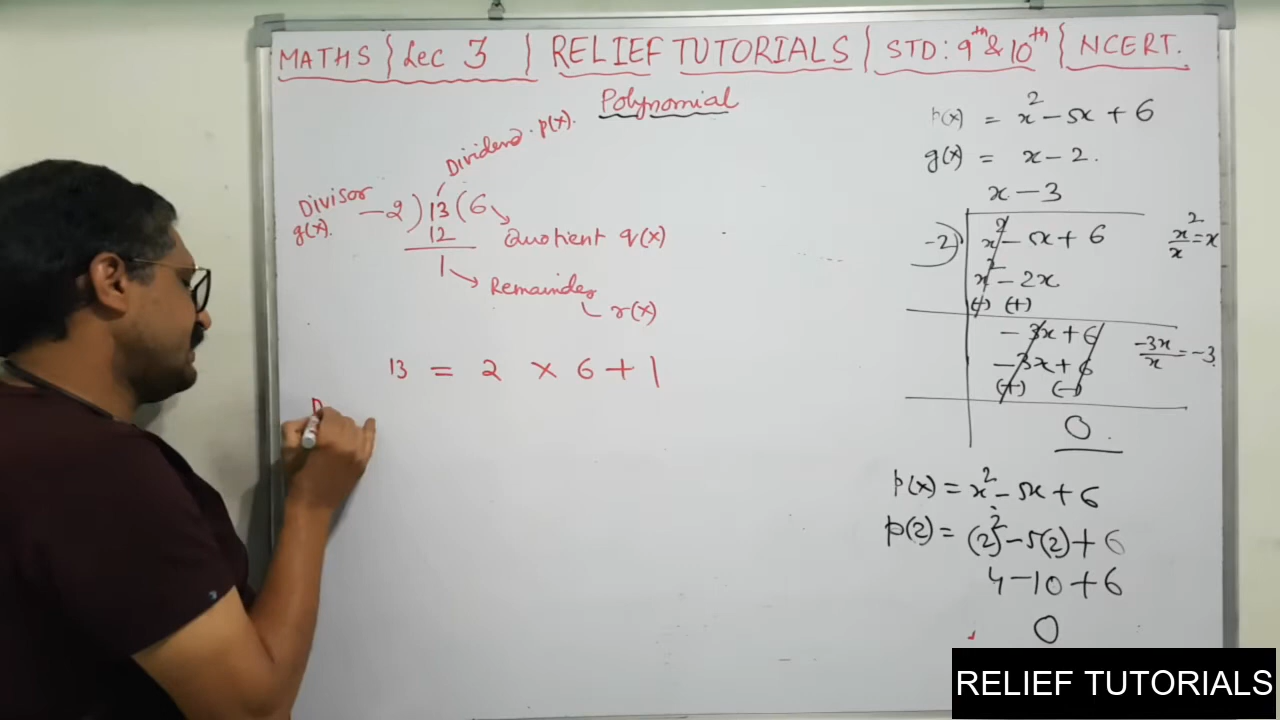 MATHS | Lec 3 | RELIEF TUTORIALS | STD: 9th & 10th | NCERT.
Polynomial
Dividend. p(x).
Divisor
g(x).
- 2 ) 13 ( 6
12
Quotient q(x)
1
Remainder
r(x)
13 = 2 × 6 + 1
p(x) = x² - 5x + 6
g(x) = x - 2.
x - 3
-2 x² - 5x + 6
x²/x = x
x² - 2x
(-) (+)
- 3x + 6
-3x/x = -3
- 3x + 6
(+) (-)
0.
p(x) = x² - 5x + 6
p(2) = (2)² - 5(2) + 6
4 - 10 + 6
0
RELIEF TUTORIALS